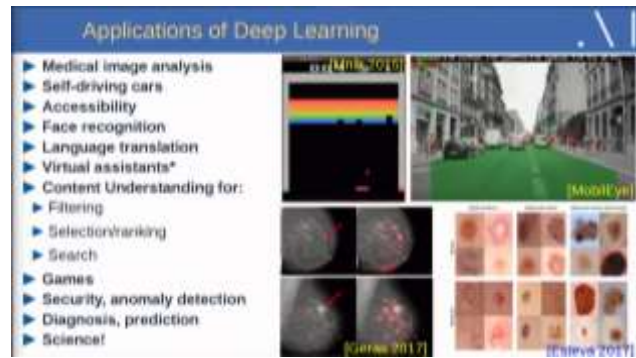 Applications of Deep Learning
Medical image analysis
Self-driving cars
Accessibility
Face recognition
Language translation
Virtual assistants*
Content Understanding for:
Filtering
Selection/ranking
Search
Games
Security, anomaly detection
Diagnosis, prediction
Science!
[Mnih 2015]
[MobilEye]
[Geras 2017]
[Esteva 2017]